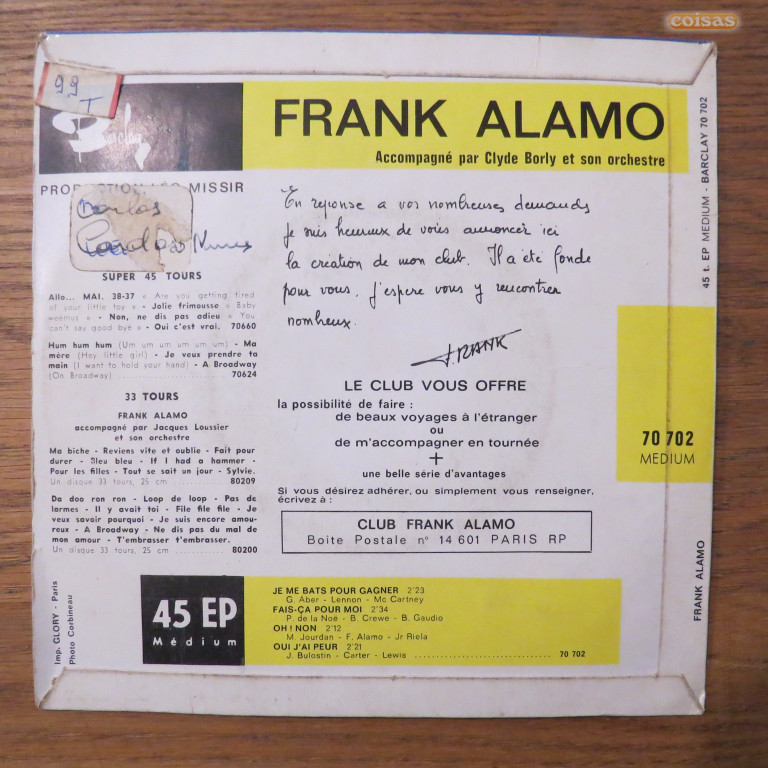 coisas
99
T
Barclay
FRANK ALAMO
Accompagné par Clyde Borly et son orchestre
MISSIR
SUPER 45 TOURS
Allo... MAI. 38-37 « Are you getting tired
of your little toy » - Jolie frimousse « Baby
weemus » - Non, ne dis pas adieu « You
can't say good bye » - Oui c'est vrai. 70660
Hum hum hum (Um um um um um um) - Ma
mère (Hey little girl) - Je veux prendre ta
main (I want to hold your hand) - A Broadway
(On Broadway) .................... 70624
33 TOURS
FRANK ALAMO
accompagné par Jacques Loussier
et son orchestre
Ma biche - Reviens vite et oublie - Fait pour
durer - Bleu bleu - If I had a hammer -
Pour les filles - Tout se sait un jour - Sylvie.
Un disque 33 tours, 25 cm ........ 80209
Da doo ron ron - Loop de loop - Pas de
larmes - Il y avait toi - File file file - Je
veux savoir pourquoi - Je suis encore amou-
reux - A Broadway - Ne dis pas du mal de
mon amour - T'embrasser t'embrasser.
Un disque 33 tours, 25 cm ........ 80200
En reponse a vos nombreuses demandes
je suis heureux de vous annoncer ici
la création de mon club. Il a été fondé
pour vous, j'espere vous y rencontrer
nombreux.
FRANK
LE CLUB VOUS OFFRE
la possibilité de faire :
de beaux voyages à l'étranger
ou
de m'accompagner en tournée
+
une belle série d'avantages
Si vous désirez adhérer, ou simplement vous renseigner,
écrivez à :
CLUB FRANK ALAMO
Boite Postale n° 14 601 PARIS RP
45 t. EP MEDIUM - BARCLAY 70 702
70 702
MEDIUM
FRANK ALAMO
Imp. GLORY - Paris
Photo Corbineau
45 EP
Médium
JE ME BATS POUR GAGNER 2'23
G. Aber - Lennon - Mc Cartney
FAIS-ÇA POUR MOI 2'34
P. de la Noë - B. Crewe - B. Gaudio
OH ! NON 2'12
M. Jourdan - F. Alamo - Jr Riela
OUI J'AI PEUR 2'21
J. Bulostin - Carter - Lewis .................... 70 702